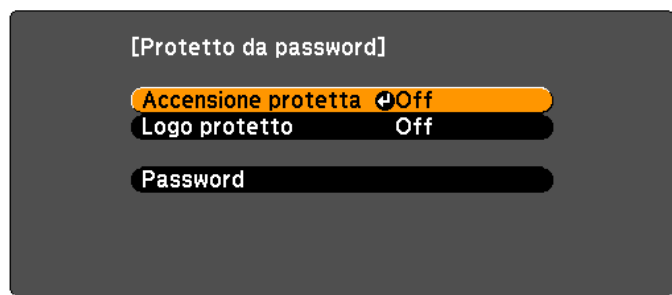 [Protetto da password]
Accensione protetta Off
Logo protetto Off
Password